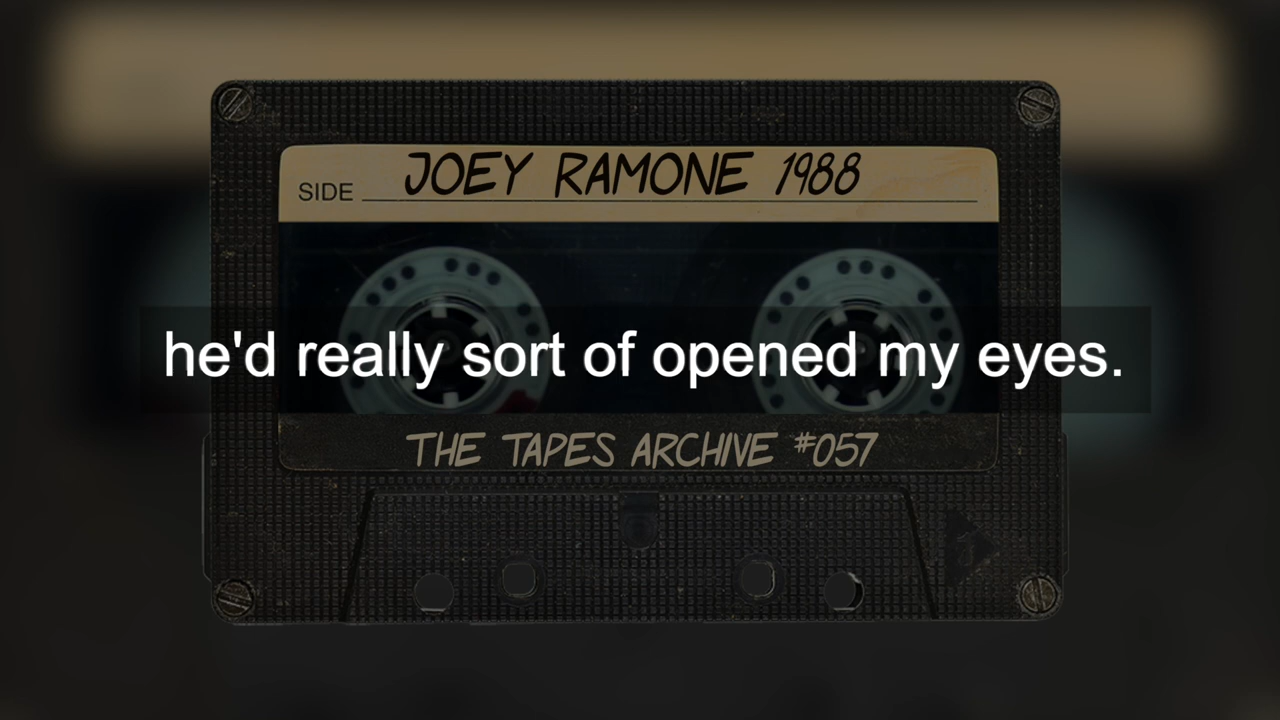 JOEY RAMONE 1988
SIDE
he'd really sort of opened my eyes.
THE TAPES ARCHIVE #057